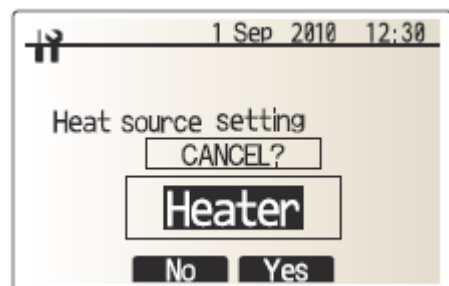 1 Sep 2010 12:30
Heat source setting
CANCEL?
Heater
No Yes